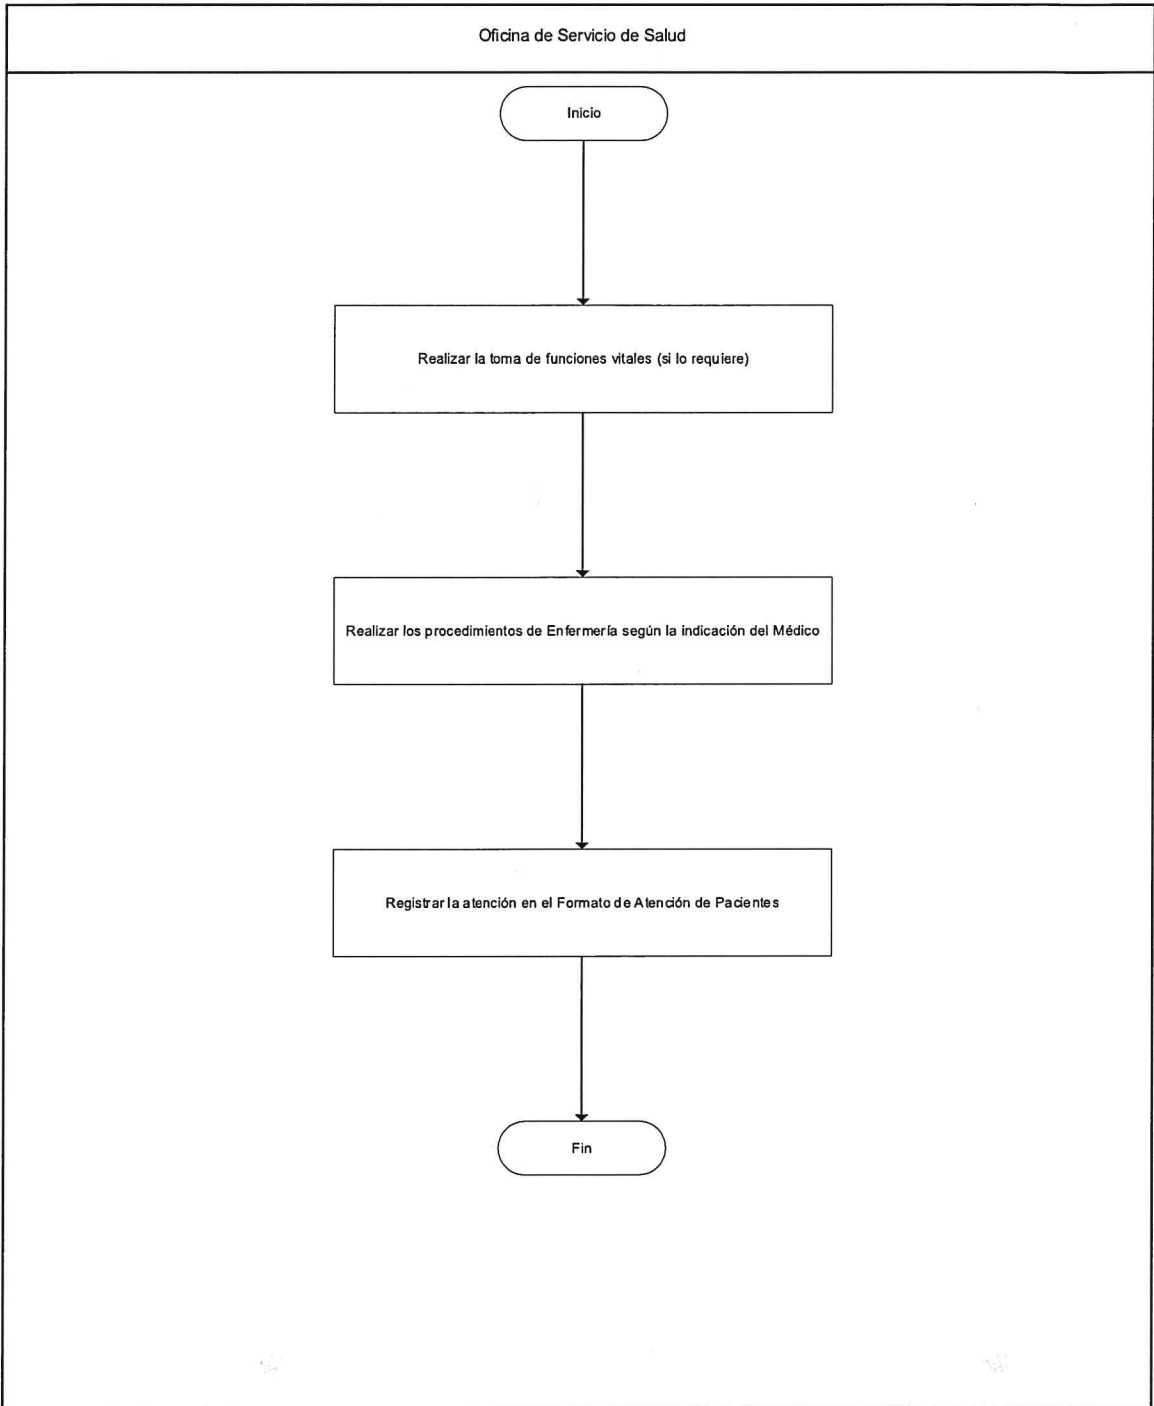 Oficina de Servicio de Salud
Inicio
Realizar la toma de funciones vitales (si lo requiere)
Realizar los procedimientos de Enfermería según la indicación del Médico
Registrar la atención en el Formato de Atención de Pacientes
Fin